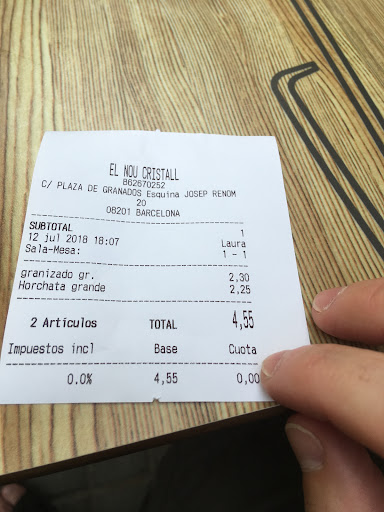 EL NOU CRISTALL
862670252
C/ PLAZA DE GRANADOS Esquina JOSEP RENOM
20
08201 BARCELONA
SUBTOTAL 1
12 jul 2018 18:07 Laura
Sala-Mesa: 1 - 1
granizado gr. 2,30
Horchata grande 2,25
2 Artículos TOTAL 4,55
Impuestos incl Base Cuota
0.0% 4,55 0,00